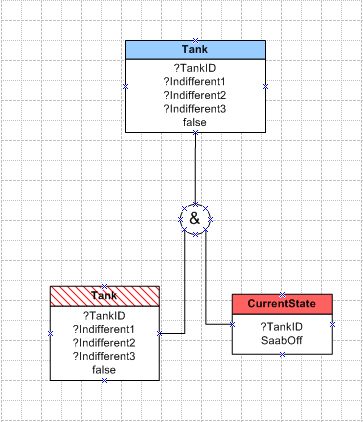 Tank
?TankID
?Indifferent1
?Indifferent2
?Indifferent3
false
&
Tank
?TankID
?Indifferent1
?Indifferent2
?Indifferent3
false
CurrentState
?TankID
SaabOff